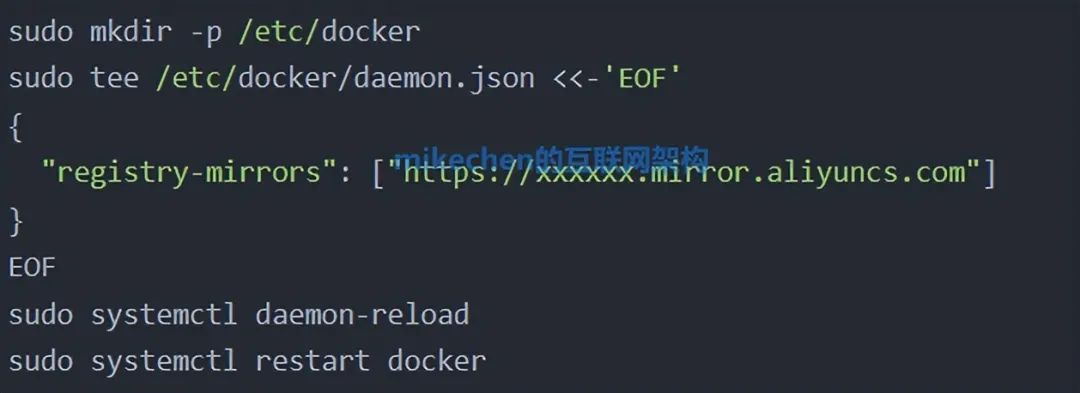 sudo mkdir -p /etc/docker
sudo tee /etc/docker/daemon.json <<-'EOF'
{
mikechen的互联网架构
  "registry-mirrors": ["https://xxxxxx.mirror.aliyuncs.com"]
}
EOF
sudo systemctl daemon-reload
sudo systemctl restart docker